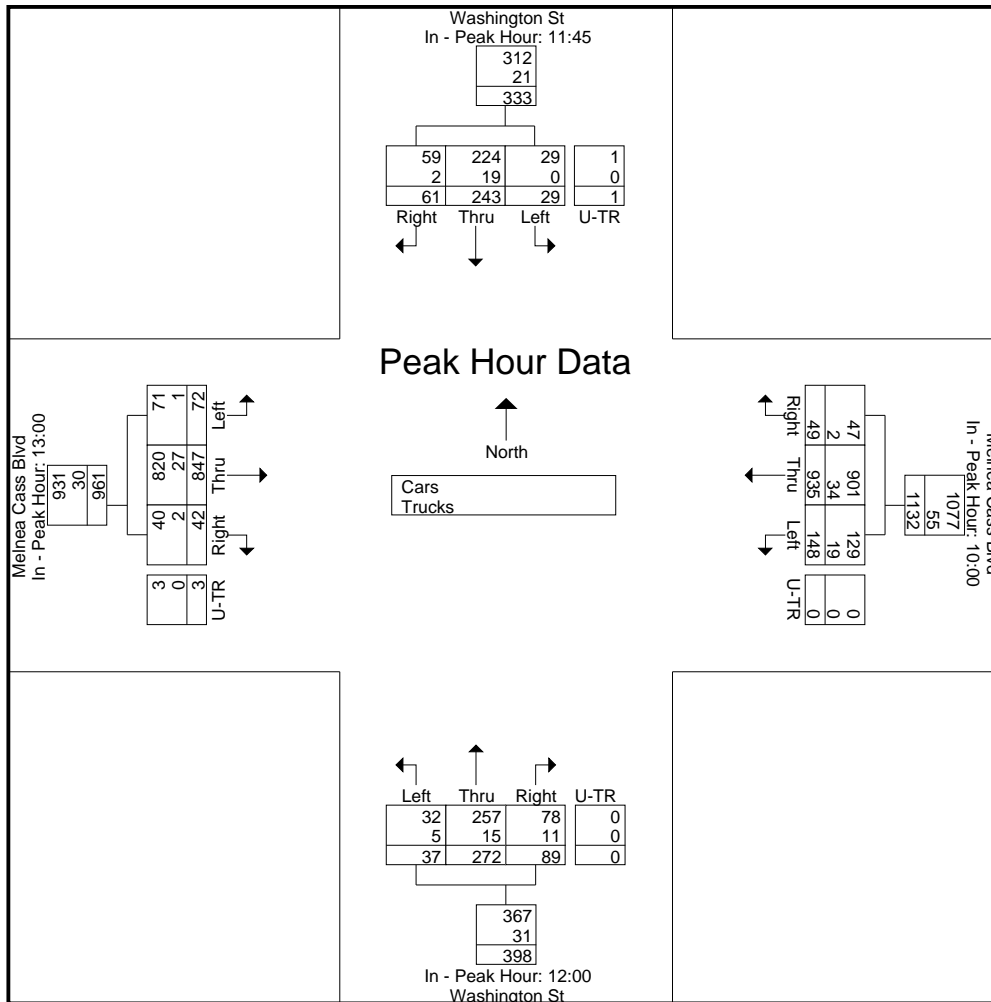 Washington St
In - Peak Hour: 11:45
312
21
333
59 224 29 1
2 19 0 0
61 243 29 1
Right Thru Left U-TR
Peak Hour Data
North
Cars
Trucks
Melnea Cass Blvd
In - Peak Hour: 13:00
931
30
961
71 820 40 3
1 27 2 0
72 847 42 3
Left Thru Right U-TR
Melnea Cass Blvd
In - Peak Hour: 10:00
1077
55
1132
47 901 129 0
2 34 19 0
49 935 148 0
Right Thru Left U-TR
Left Thru Right U-TR
32 257 78 0
5 15 11 0
37 272 89 0
367
31
398
In - Peak Hour: 12:00
Washington St